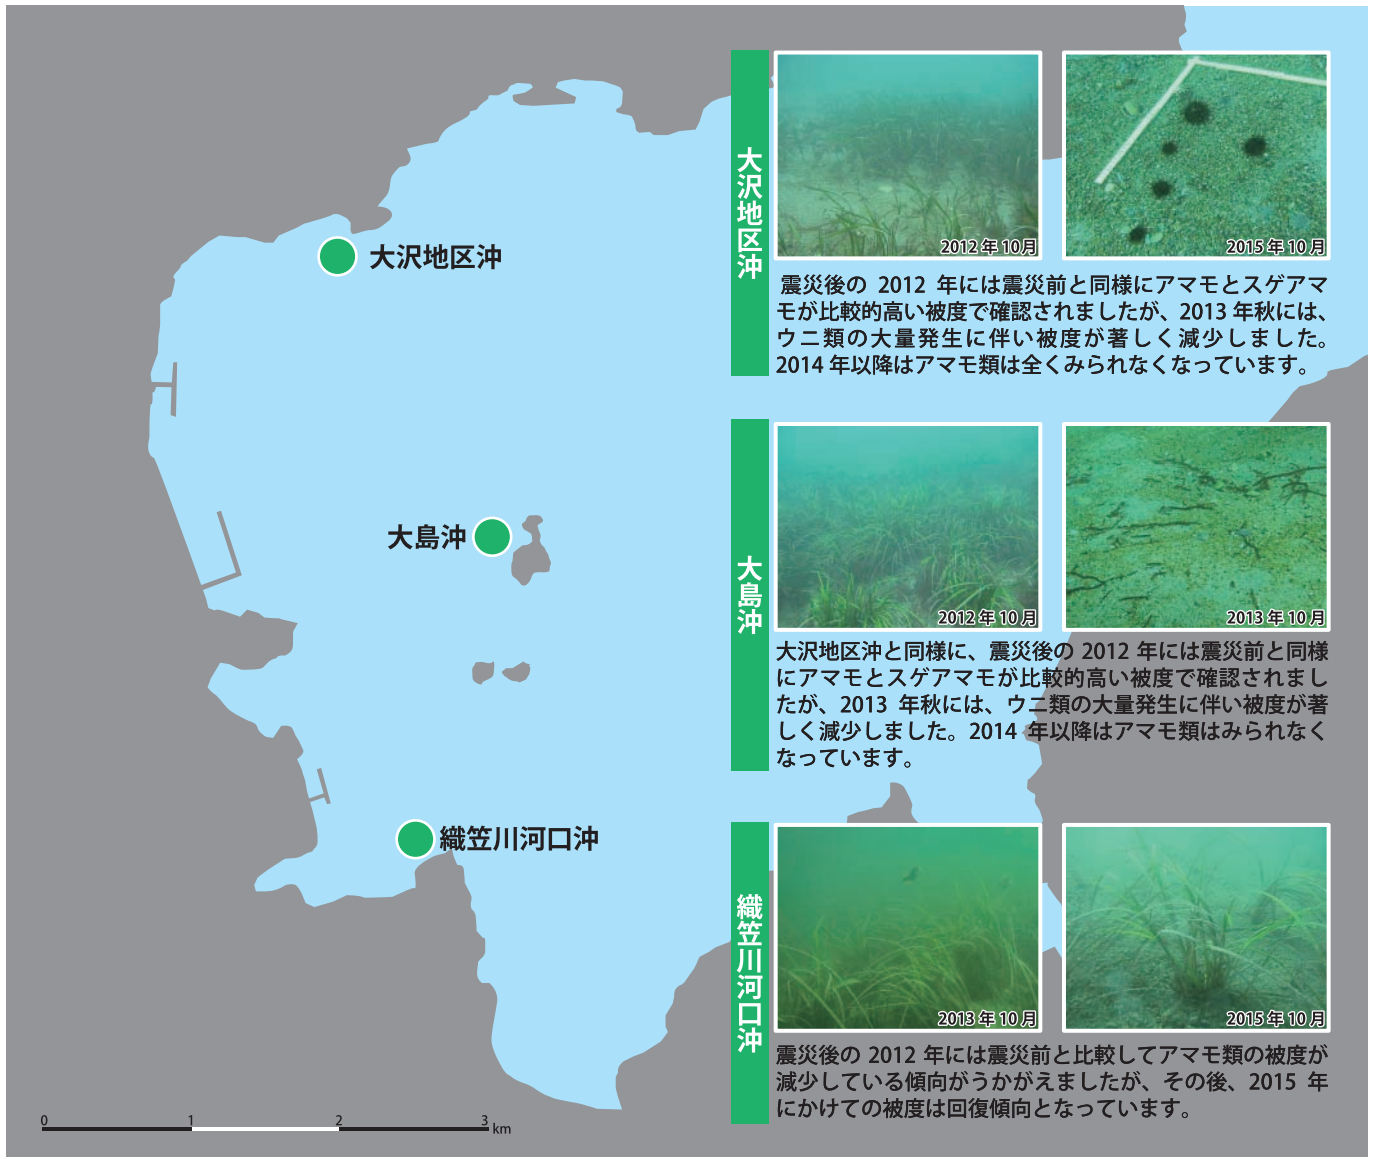 大沢地区沖
大島沖
織笠川河口沖
0 1 2 3 km
大沢地区沖
2012年10月
2015年10月
震災後の 2012 年には震災前と同様にアマモとスゲアマ
モが比較的高い被度で確認されましたが、2013 年秋には、
ウニ類の大量発生に伴い被度が著しく減少しました。
2014 年以降はアマモ類は全くみられなくなっています。
大島沖
2012年10月
2013年10月
大沢地区沖と同様に、震災後の 2012 年には震災前と同様
にアマモとスゲアマモが比較的高い被度で確認されまし
たが、2013 年秋には、ウニ類の大量発生に伴い被度が著
しく減少しました。2014 年以降はアマモ類はみられなく
なっています。
織笠川河口沖
2013年10月
2015年10月
震災後の 2012 年には震災前と比較してアマモ類の被度が
減少している傾向がうかがえましたが、その後、2015 年
にかけての被度は回復傾向となっています。